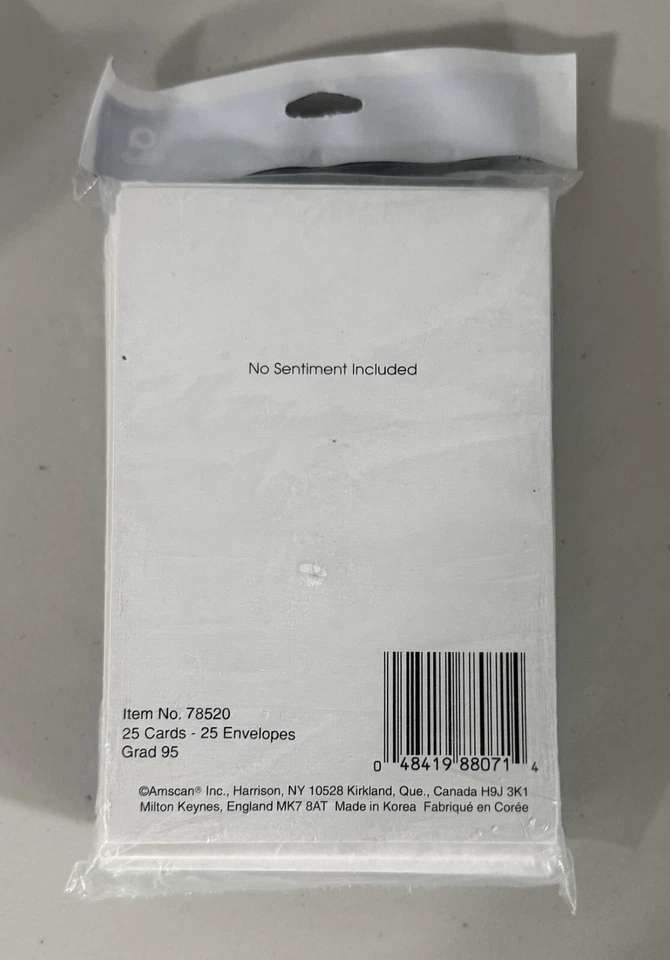 No Sentiment Included
Item No. 78520
25 Cards - 25 Envelopes
Grad 95
0 48419 88071 4
©Amscan® Inc., Harrison, NY 10528 Kirkland, Que., Canada H9J 3K1
Milton Keynes, England MK7 8AT Made in Korea Fabriqué en Corée